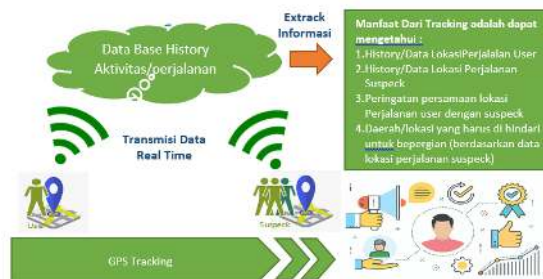 Data Base History
Aktivitas/perjalanan
Extrack
Informasi
Manfaat Dari Tracking adalah dapat
mengetahui :
1.History/Data LokasiPerjalalan User
2.History/Data Lokasi Perjalanan
Suspeck
3.Peringatan persamaan lokasi
Perjalanan user dengan suspeck
4.Daerah/lokasi yang harus di hindari
untuk bepergian (berdasarkan data
lokasi perjalanan suspeck)
Transmisi Data
Real Time
Suspeck
GPS Tracking